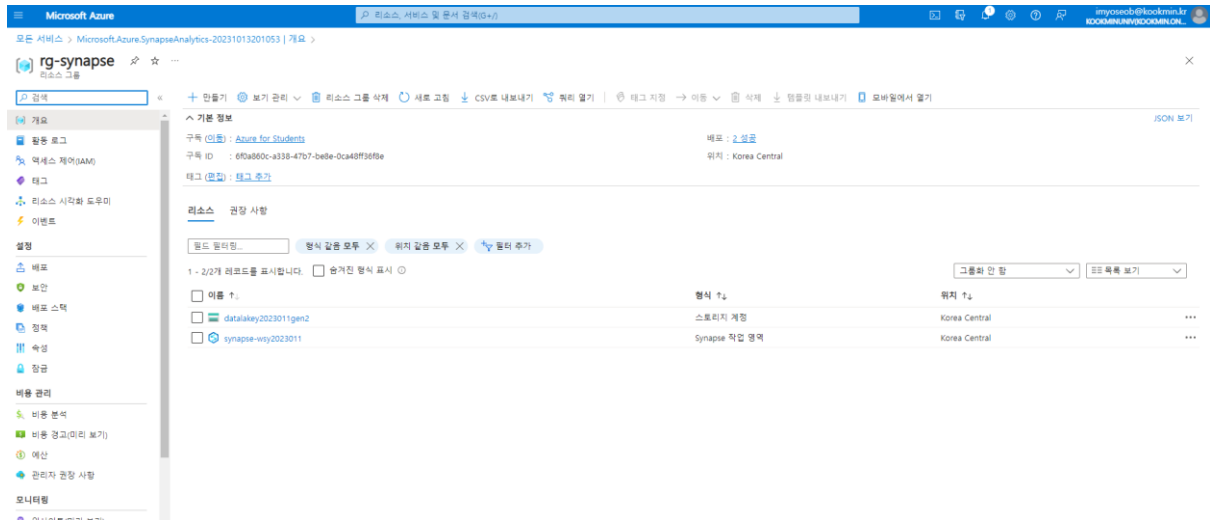 Microsoft Azure
리소스, 서비스 및 문서 검색(G+/)
imyoseob@kookmin.kr
KOOKMINUNIV(KOOKMIN.ON...
모든 서비스 > Microsoft.Azure.SynapseAnalytics-20231013201053 | 개요 >
rg-synapse
리소스 그룹
검색
만들기 보기 관리 리소스 그룹 삭제 새로 고침 CSV로 내보내기 쿼리 열기 태그 지정 이동 삭제 템플릿 내보내기 모바일에서 열기
개요
활동 로그
액세스 제어(IAM)
태그
리소스 시각화 도우미
이벤트
설정
배포
보안
배포 스택
정책
속성
잠금
비용 관리
비용 분석
비용 경고(미리 보기)
예산
관리자 권장 사항
모니터링
기본 정보
JSON 보기
구독 (이동) : Azure for Students
배포 : 2 성공
구독 ID : 6f0a860c-a338-47b7-be8e-0ca48ff36f8e
위치 : Korea Central
태그 (편집) : 태그 추가
리소스 권장 사항
필드 필터링... 형식 같음 모두 위치 같음 모두 필터 추가
1 - 2/2개 레코드를 표시합니다. 숨겨진 형식 표시
그룹화 안 함 목록 보기
이름 형식 위치
datalakey2023011gen2 스토리지 계정 Korea Central
synapse-wsy2023011 Synapse 작업 영역 Korea Central